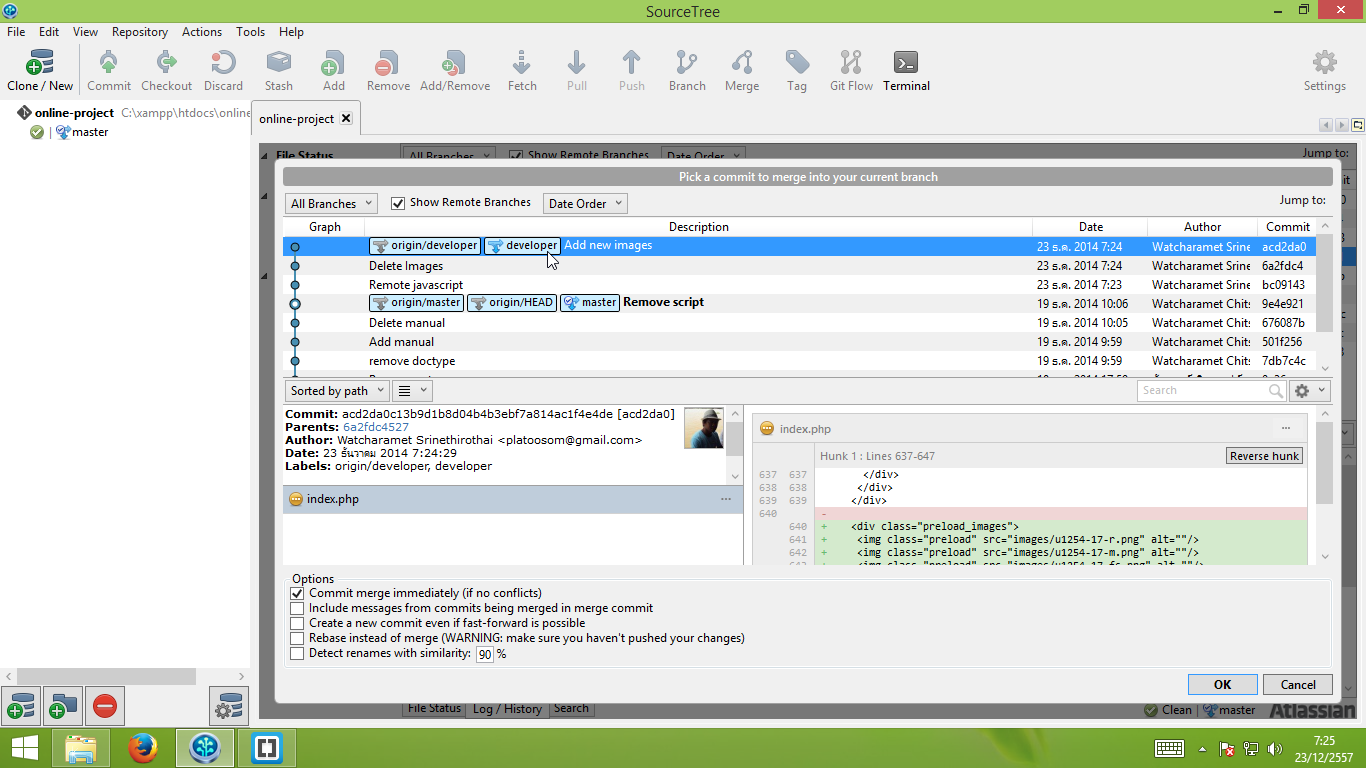 SourceTree
File Edit View Repository Actions Tools Help
Clone / New Commit Checkout Discard Stash Add Remove Add/Remove Fetch Pull Push Branch Merge Tag Git Flow Terminal Settings
online-project C:\xampp\htdocs\online
master
online-project
File Status All Branches Show Remote Branches Date Order Jump to:
Pick a commit to merge into your current branch
All Branches Show Remote Branches Date Order Jump to:
Graph Description Date Author Commit
origin/developer developer Add new images 23 ธ.ค. 2014 7:24 Watcharamet Srine acd2da0
Delete Images 23 ธ.ค. 2014 7:24 Watcharamet Srine 6a2fdc4
Remote javascript 23 ธ.ค. 2014 7:23 Watcharamet Srine bc09143
origin/master origin/HEAD master Remove script 19 ธ.ค. 2014 10:06 Watcharamet Chits 9e4e921
Delete manual 19 ธ.ค. 2014 10:05 Watcharamet Chits 676087b
Add manual 19 ธ.ค. 2014 9:59 Watcharamet Chits 501f256
remove doctype 19 ธ.ค. 2014 9:59 Watcharamet Chits 7db7c4c
Sorted by path Search
Commit: acd2da0c13b9d1b8d04b4b3ebf7a814ac1f4e4de [acd2da0]
Parents: 6a2fdc4527
Author: Watcharamet Srinethirothai <platoosom@gmail.com>
Date: 23 ธันวาคม 2014 7:24:29
Labels: origin/developer, developer
index.php ...
index.php ...
Hunk 1 : Lines 637-647 Reverse hunk
637 637 </div>
638 638 </div>
639 639 </div>
640 -
640 + <div class="preload_images">
641 + <img class="preload" src="images/u1254-17-r.png" alt=""/>
642 + <img class="preload" src="images/u1254-17-m.png" alt=""/>
643 + <img class="preload" src="images/u1254-17-fs.png" alt=""/>
Options
Commit merge immediately (if no conflicts)
Include messages from commits being merged in merge commit
Create a new commit even if fast-forward is possible
Rebase instead of merge (WARNING: make sure you haven't pushed your changes)
Detect renames with similarity: 90 %
OK Cancel
File Status Log / History Search Clean master Atlassian
7:25
23/12/2557